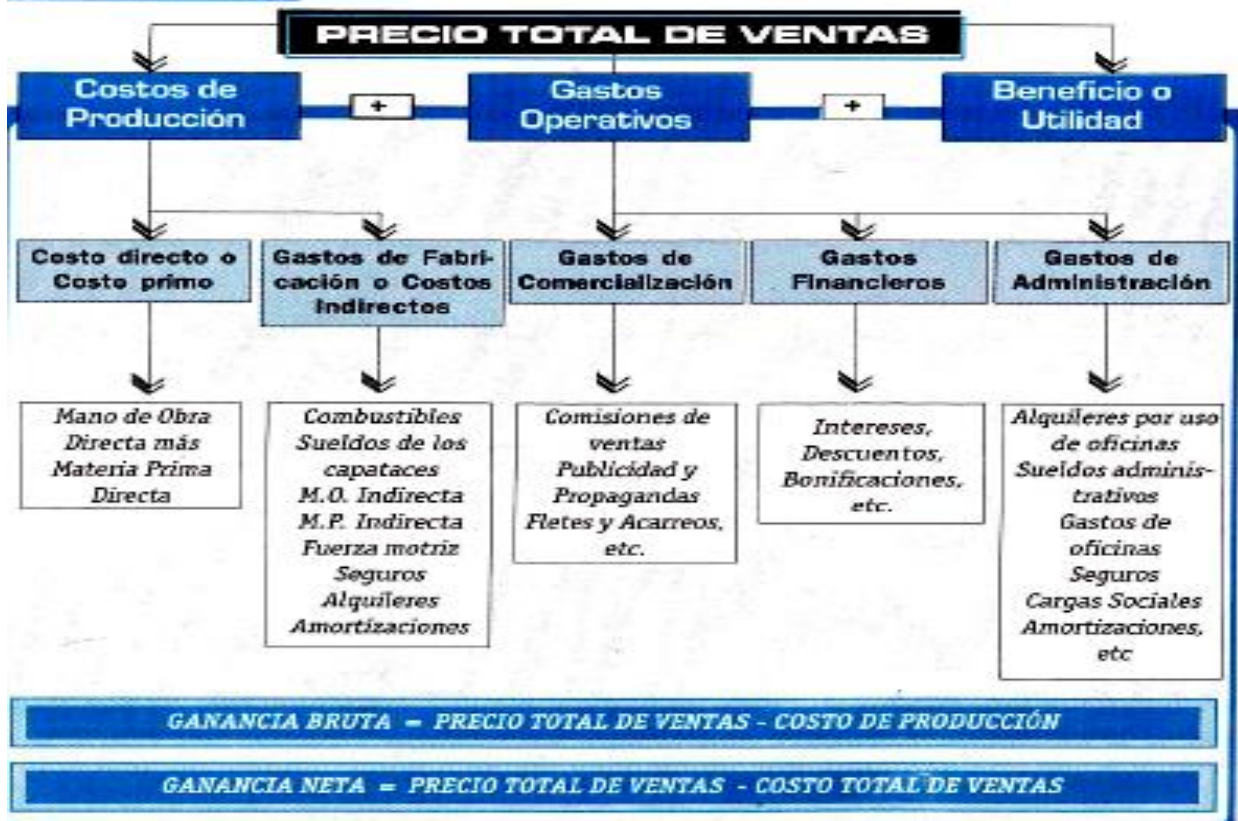 PRECIO TOTAL DE VENTAS
Costos de
Producción
+
Gastos
Operativos
+
Beneficio o
Utilidad
Costo directo o
Costo primo
Gastos de Fabri-
cación o Costos
Indirectos
Gastos de
Comercialización
Gastos
Financieros
Gastos de
Administración
Mano de Obra
Directa más
Materia Prima
Directa
Combustibles
Sueldos de los
capataces
M.O. Indirecta
M.P. Indirecta
Fuerza motriz
Seguros
Alquileres
Amortizaciones
Comisiones de
ventas
Publicidad y
Propagandas
Fletes y Acarreos,
etc.
Intereses,
Descuentos,
Bonificaciones,
etc.
Alquileres por uso
de oficinas
Sueldos adminis-
trativos
Gastos de
oficinas
Seguros
Cargas Sociales
Amortizaciones,
etc
GANANCIA BRUTA = PRECIO TOTAL DE VENTAS - COSTO DE PRODUCCIÓN
GANANCIA NETA = PRECIO TOTAL DE VENTAS - COSTO TOTAL DE VENTAS